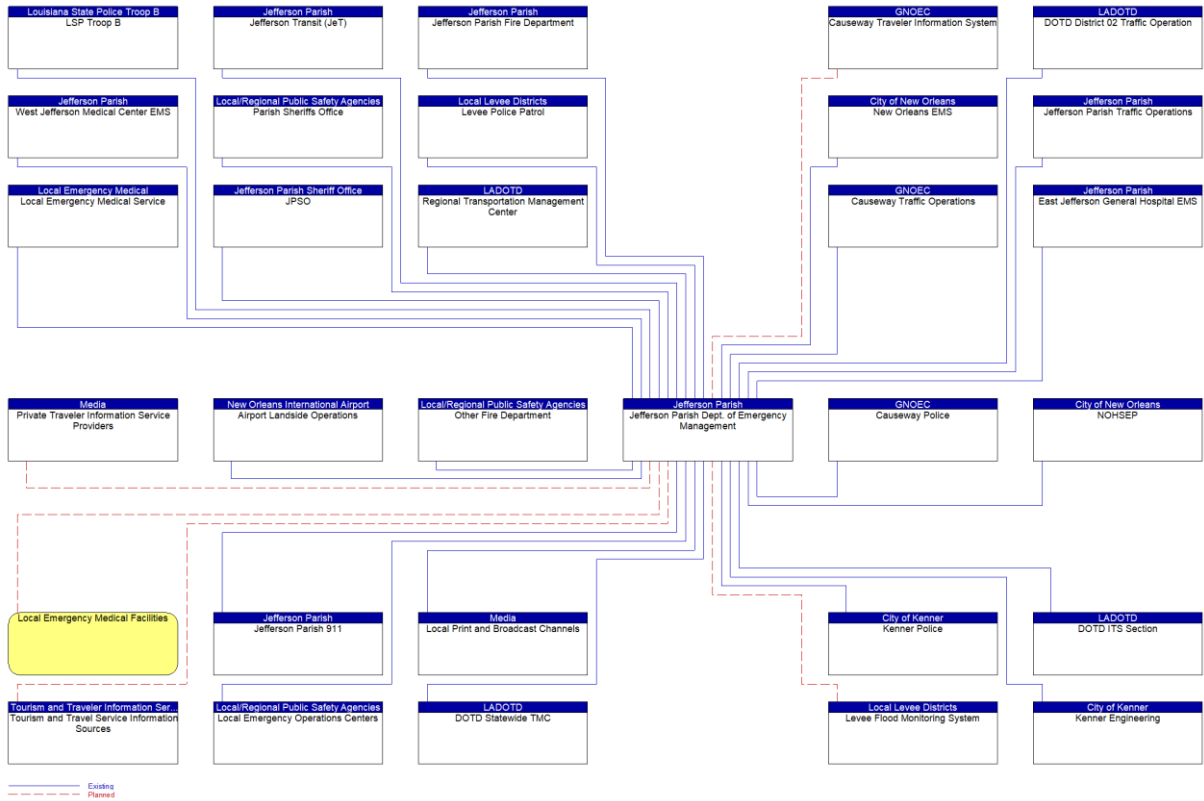 Louisiana State Police Troop B
LSP Troop B
Jefferson Parish
Jefferson Transit (JeT)
Jefferson Parish
Jefferson Parish Fire Department
GNOEC
Causeway Traveler Information System
LADOTD
DOTD District 02 Traffic Operation
Jefferson Parish
West Jefferson Medical Center EMS
Local/Regional Public Safety Agencies
Parish Sheriffs Office
Local Levee Districts
Levee Police Patrol
City of New Orleans
New Orleans EMS
Jefferson Parish
Jefferson Parish Traffic Operations
Local Emergency Medical
Local Emergency Medical Service
Jefferson Parish Sheriff Office
JPSO
LADOTD
Regional Transportation Management
Center
GNOEC
Causeway Traffic Operations
Jefferson Parish
East Jefferson General Hospital EMS
Media
Private Traveler Information Service
Providers
New Orleans International Airport
Airport Landside Operations
Local/Regional Public Safety Agencies
Other Fire Department
Jefferson Parish
Jefferson Parish Dept. of Emergency
Management
GNOEC
Causeway Police
City of New Orleans
NOHSEP
Local Emergency Medical Facilities
Jefferson Parish
Jefferson Parish 911
Media
Local Print and Broadcast Channels
City of Kenner
Kenner Police
LADOTD
DOTD ITS Section
Tourism and Traveler Information Ser...
Tourism and Travel Service Information
Sources
Local/Regional Public Safety Agencies
Local Emergency Operations Centers
LADOTD
DOTD Statewide TMC
Local Levee Districts
Levee Flood Monitoring System
City of Kenner
Kenner Engineering
Existing
Planned